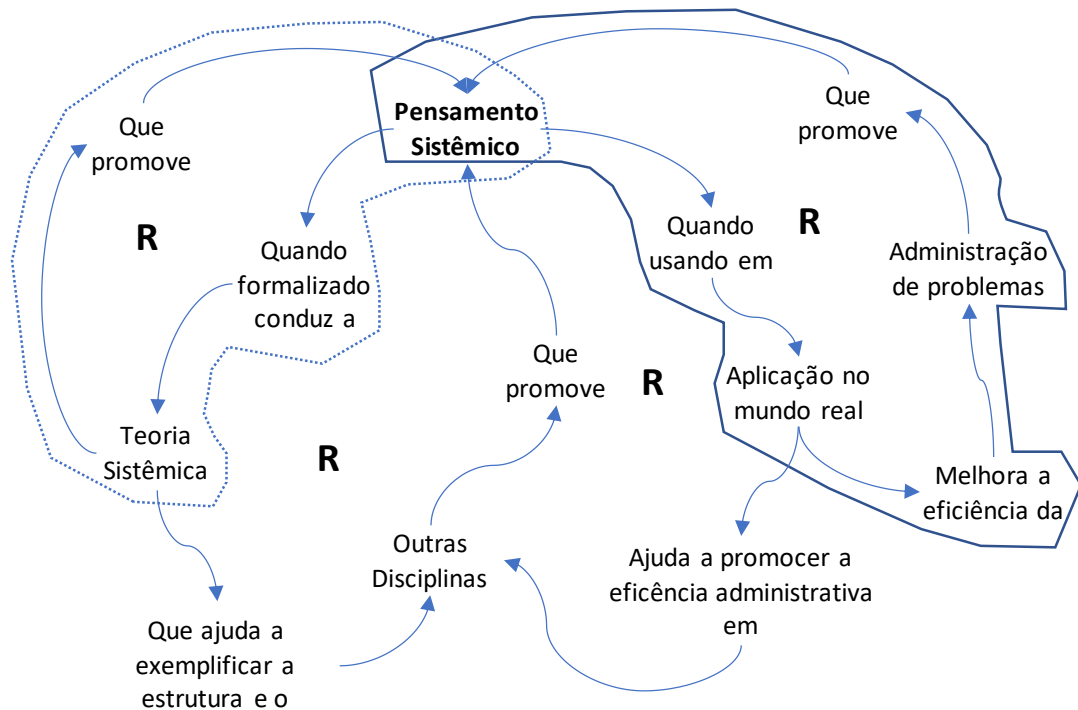 Que
promove
Pensamento
Sistêmico
Que
promove
R
Quando
formalizado
conduz a
Quando
usando em
R
Administração
de problemas
Que
promove
R
Aplicação no
mundo real
Teoria
Sistêmica
R
Melhora a
eficiência da
Outras
Disciplinas
Ajuda a promocer a
eficência administrativa
em
Que ajuda a
exemplificar a
estrutura e o